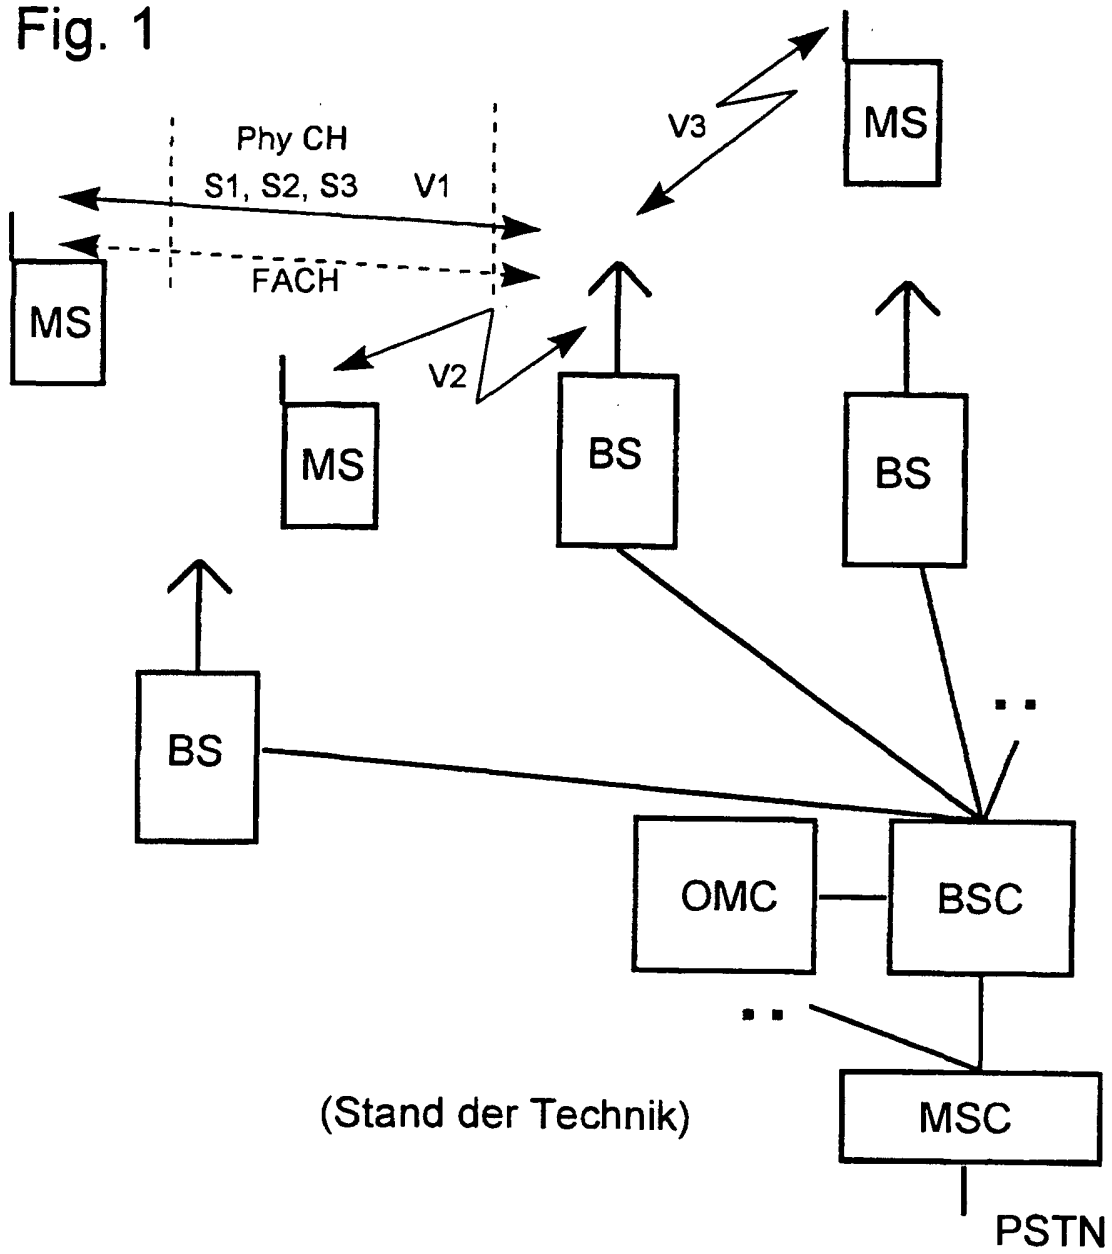 Fig. 1
MS
V3
Phy CH
S1, S2, S3 V1
FACH
MS
V2
MS
BS
BS
BS
OMC
BSC
(Stand der Technik)
MSC
PSTN